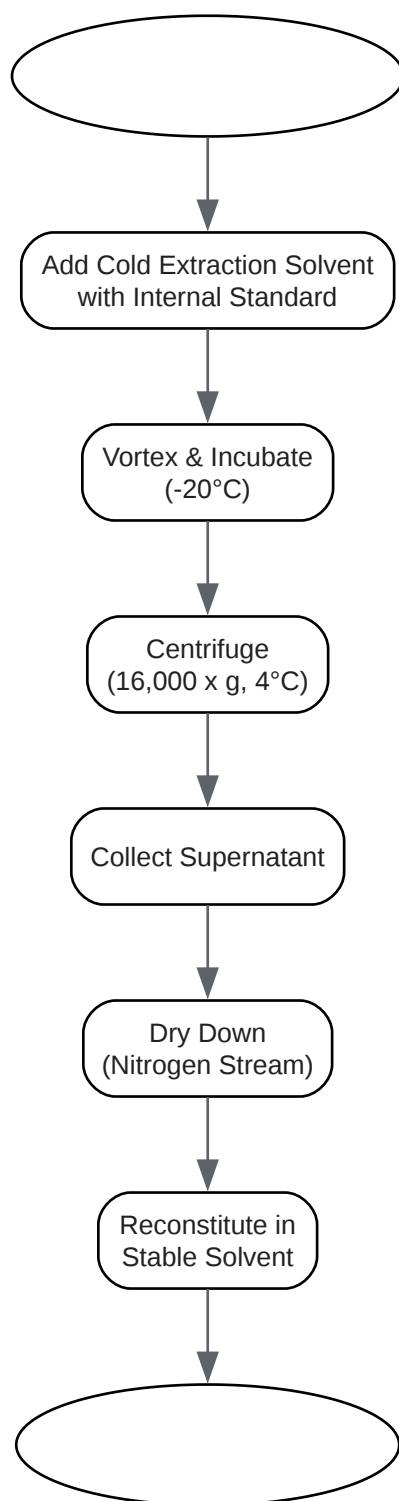 Add Cold Extraction Solvent
with Internal Standard
Vortex & Incubate
(-20°C)
Centrifuge
(16,000 x g, 4°C)
Collect Supernatant
Dry Down
(Nitrogen Stream)
Reconstitute in
Stable Solvent